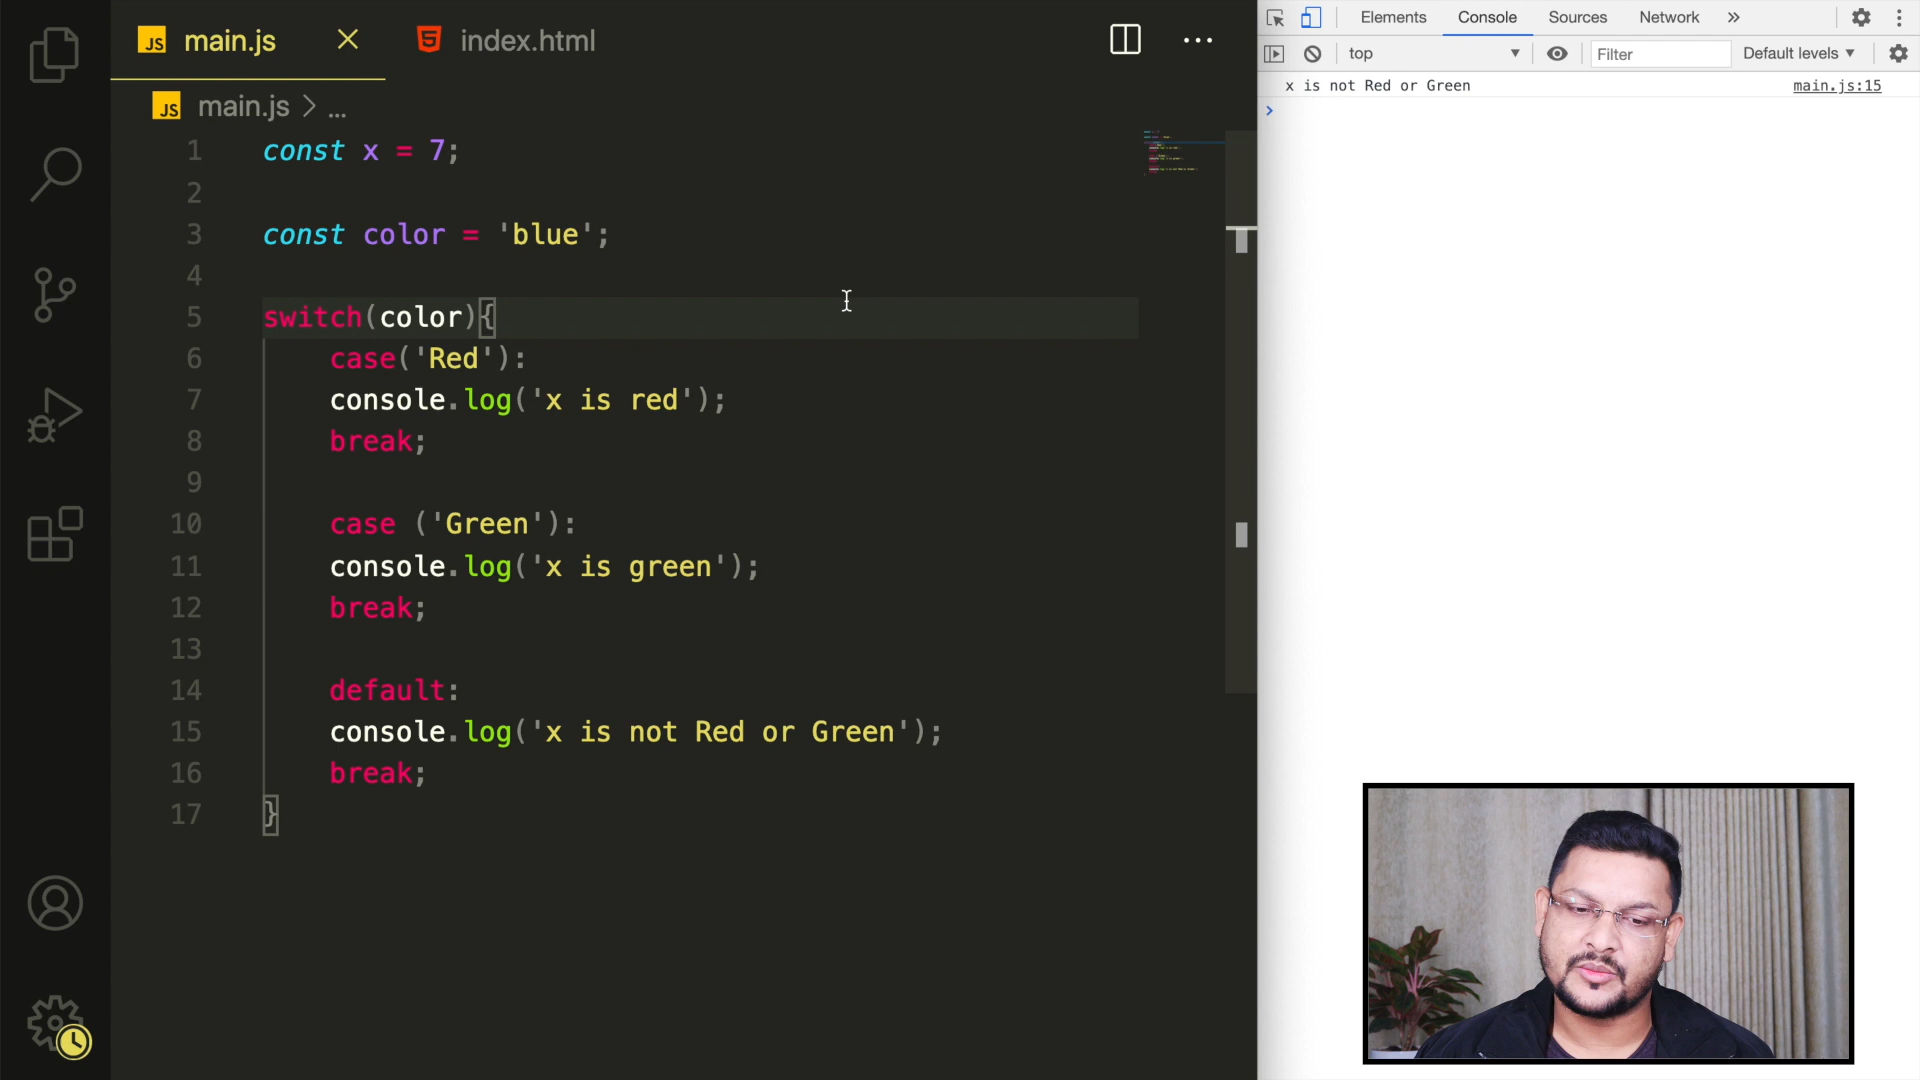 JS main.js
5 index.html
JS main.js > ...
1 const x = 7;
2
3 const color = 'blue';
4
5 switch(color){
6 case('Red'):
7 console.log('x is red');
8 break;
9
10 case ('Green'):
11 console.log('x is green');
12 break;
13
14 default:
15 console.log('x is not Red or Green');
16 break;
17 }
Elements Console Sources Network »
top Filter Default levels
x is not Red or Green main.js:15
>